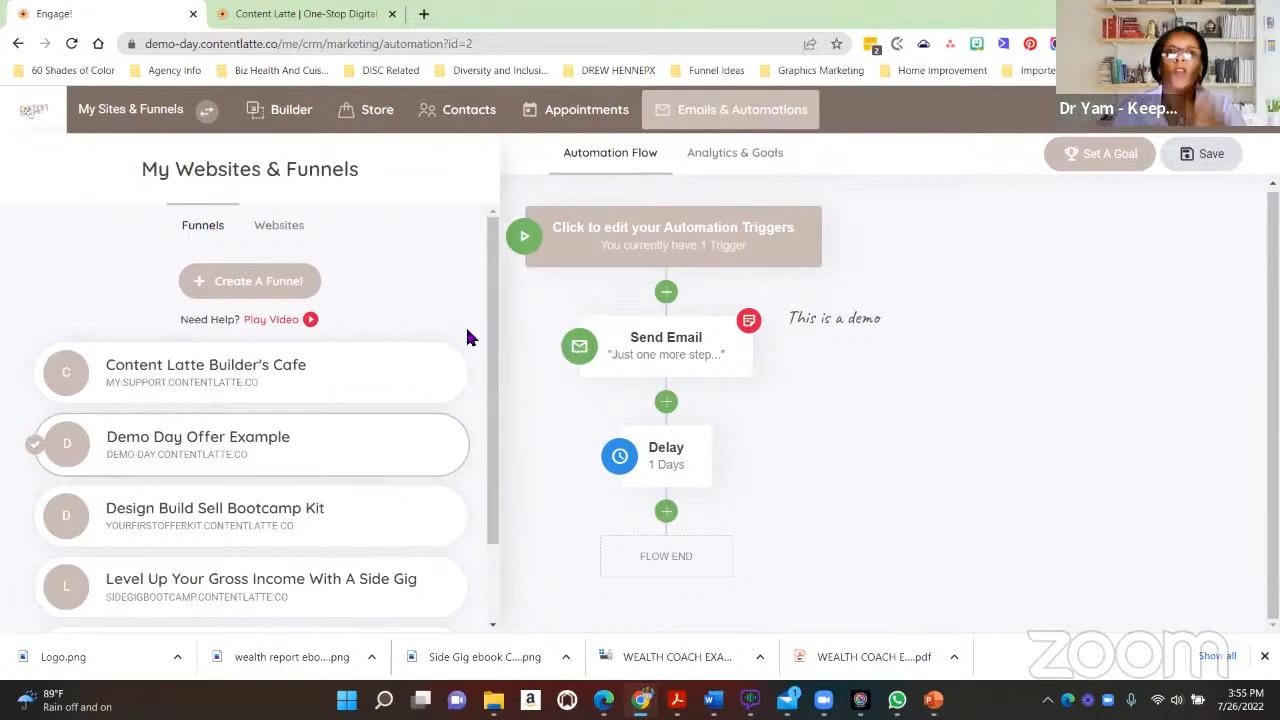 Engage!
Content Latte | One-Stop Digital
demo-day.contentlatte.co/marketing/automation?id=2
2
60 Shades of Color
Agency Info
Biz Health And Cuis...
DISC Related
Diversity and Inclusi...
DREW HENNEPX
Funnel Ideas
Graphics Marketing
Home Improvement
Importe
Dr Yam - Keep...
My Sites & Funnels
Builder
Store
Contacts
Appointments
Emails & Automations
My Websites & Funnels
Automation Flow
Analytics & Goals
Set A Goal
Save
Funnels
Websites
Create A Funnel
Need Help? Play Video
C
Content Latte Builder's Cafe
MY-SUPPORT.CONTENTLATTE.CO
D
Demo Day Offer Example
DEMO-DAY.CONTENTLATTE.CO
D
Design Build Sell Bootcamp Kit
YOURFIRSTOFFERKIT.CONTENTLATTE.CO
L
Level Up Your Gross Income With A Side Gig
SIDEGIGBOOTCAMP.CONTENTLATTE.CO
Click to edit your Automation Triggers
You currently have 1 Trigger
Send Email
"Just one more step..."
This is a demo
Delay
1 Days
FLOW END
zoom
Logo.png
wealth report ebo....png
Side GIg ebook c....png
WEALTH COACH EXA...
WEALTH COACH E....pdf
Show all
89°F
Rain off and on
3:55 PM
7/26/2022